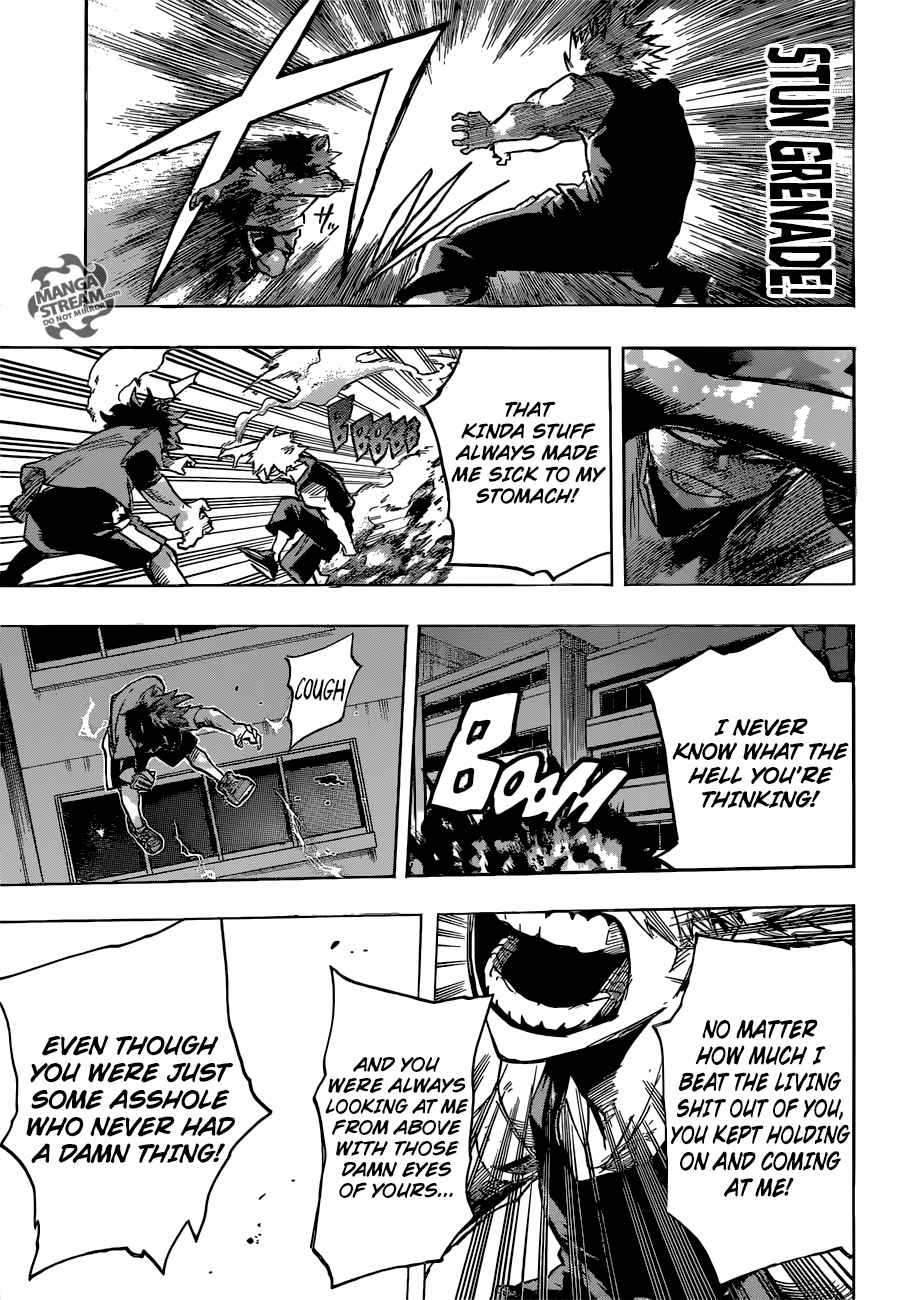 STUN GRENADE!
ザッ
MANGA
STREAM.com
DO NOT MIRROR
THAT
KINDA STUFF
ALWAYS MADE
ME SICK TO MY
STOMACH!
I NEVER
KNOW WHAT THE
HELL YOU'RE
THINKING!
BOOM
COUGH
NO MATTER
HOW MUCH I
BEAT THE LIVING
SHIT OUT OF YOU,
YOU KEPT HOLDING
ON AND COMING
AT ME!
AND YOU
WERE ALWAYS
LOOKING AT ME
FROM ABOVE
WITH THOSE
DAMN EYES
OF YOURS...
EVEN THOUGH
YOU WERE JUST
SOME ASSHOLE
WHO NEVER HAD
A DAMN THING!